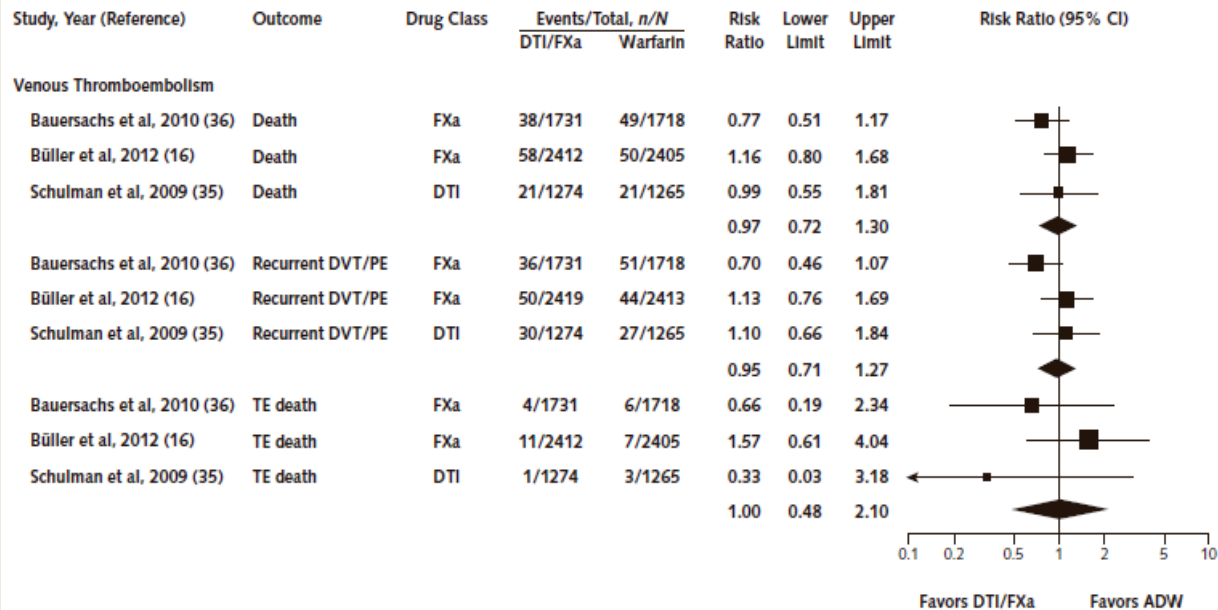 Study, Year (Reference) Outcome Drug Class Events/Total, n/N Risk Ratio Lower Limit Upper Limit Risk Ratio (95% CI)
DTI/FXa Warfarin
Venous Thromboembolism
Bauersachs et al, 2010 (36) Death FXa 38/1731 49/1718 0.77 0.51 1.17
Büller et al, 2012 (16) Death FXa 58/2412 50/2405 1.16 0.80 1.68
Schulman et al, 2009 (35) Death DTI 21/1274 21/1265 0.99 0.55 1.81
0.97 0.72 1.30
Bauersachs et al, 2010 (36) Recurrent DVT/PE FXa 36/1731 51/1718 0.70 0.46 1.07
Büller et al, 2012 (16) Recurrent DVT/PE FXa 50/2419 44/2413 1.13 0.76 1.69
Schulman et al, 2009 (35) Recurrent DVT/PE DTI 30/1274 27/1265 1.10 0.66 1.84
0.95 0.71 1.27
Bauersachs et al, 2010 (36) TE death FXa 4/1731 6/1718 0.66 0.19 2.34
Büller et al, 2012 (16) TE death FXa 11/2412 7/2405 1.57 0.61 4.04
Schulman et al, 2009 (35) TE death DTI 1/1274 3/1265 0.33 0.03 3.18
1.00 0.48 2.10
0.1 0.2 0.5 1 2 5 10
Favors DTI/FXa Favors ADW